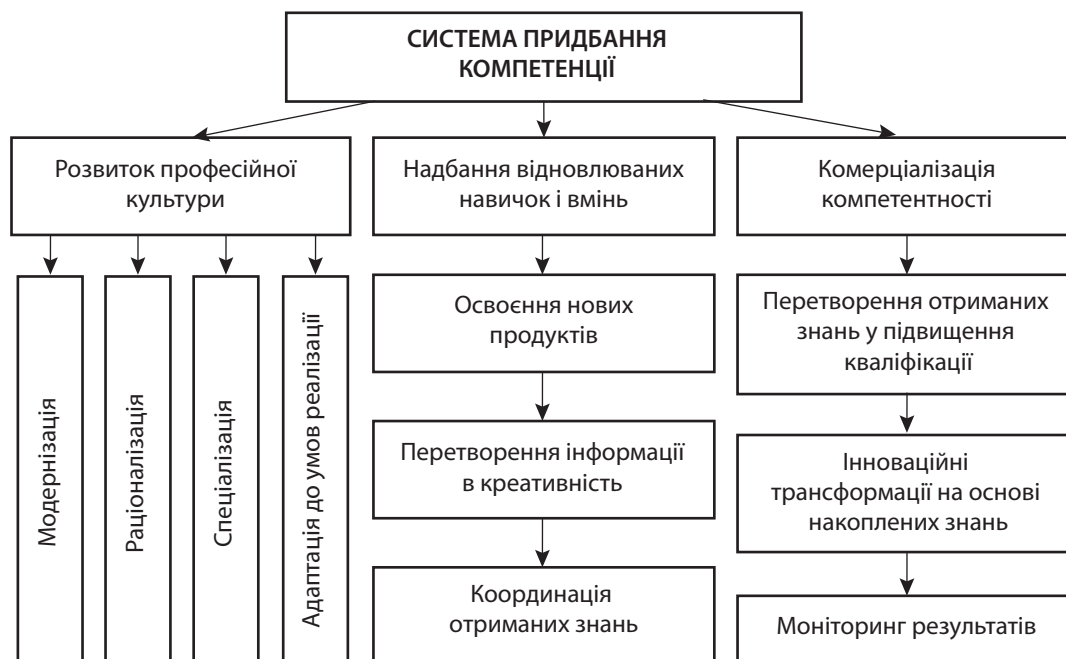 СИСТЕМА ПРИДБАННЯ
КОМПЕТЕНЦІЇ
Розвиток професійної
культури
Надбання відновлюваних
навичок і вмінь
Комерціалізація
компетентності
Модернізація
Раціоналізація
Спеціалізація
Адаптація до умов реалізації
Освоєння нових
продуктів
Перетворення інформації
в креативність
Координація
отриманих знань
Перетворення отриманих
знань у підвищення
кваліфікації
Інноваційні
трансформації на основі
накоплених знань
Моніторинг результатів